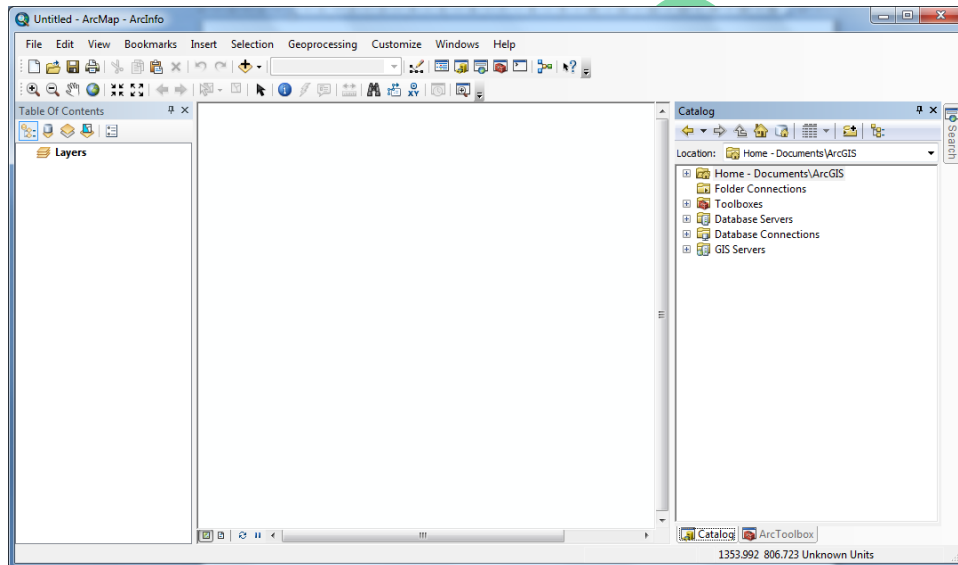 Untitled - ArcMap - ArcInfo
File Edit View Bookmarks Insert Selection Geoprocessing Customize Windows Help
Table Of Contents
Layers
Catalog
Location: Home - Documents\ArcGIS
Home - Documents\ArcGIS
Folder Connections
Toolboxes
Database Servers
Database Connections
GIS Servers
Search
Catalog ArcToolbox
1353.992 806.723 Unknown Units